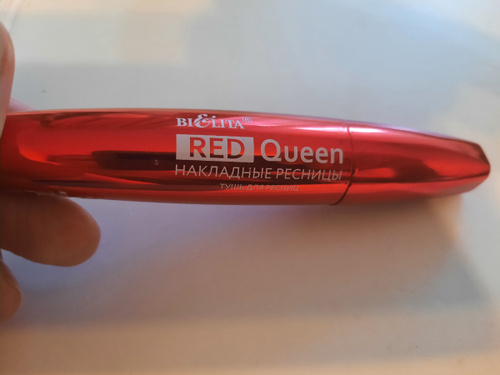 BIELITA®
RED Queen
НАКЛАДНЫЕ РЕСНИЦЫ
ТУШЬ ДЛЯ РЕСНИЦ